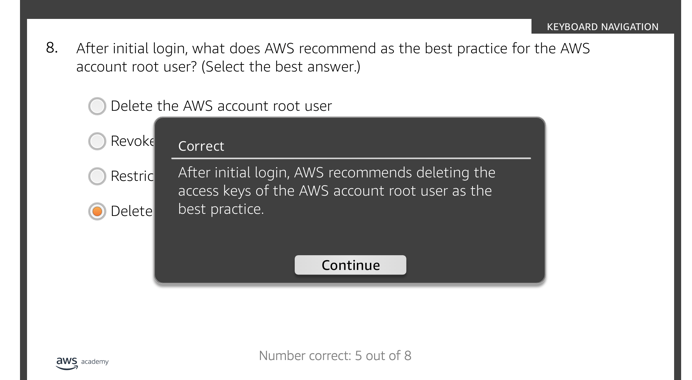 KEYBOARD NAVIGATION
8. After initial login, what does AWS recommend as the best practice for the AWS
account root user? (Select the best answer.)
Delete the AWS account root user
Revoke
Restric
Delete
Correct
After initial login, AWS recommends deleting the
access keys of the AWS account root user as the
best practice.
Continue
aws academy
Number correct: 5 out of 8